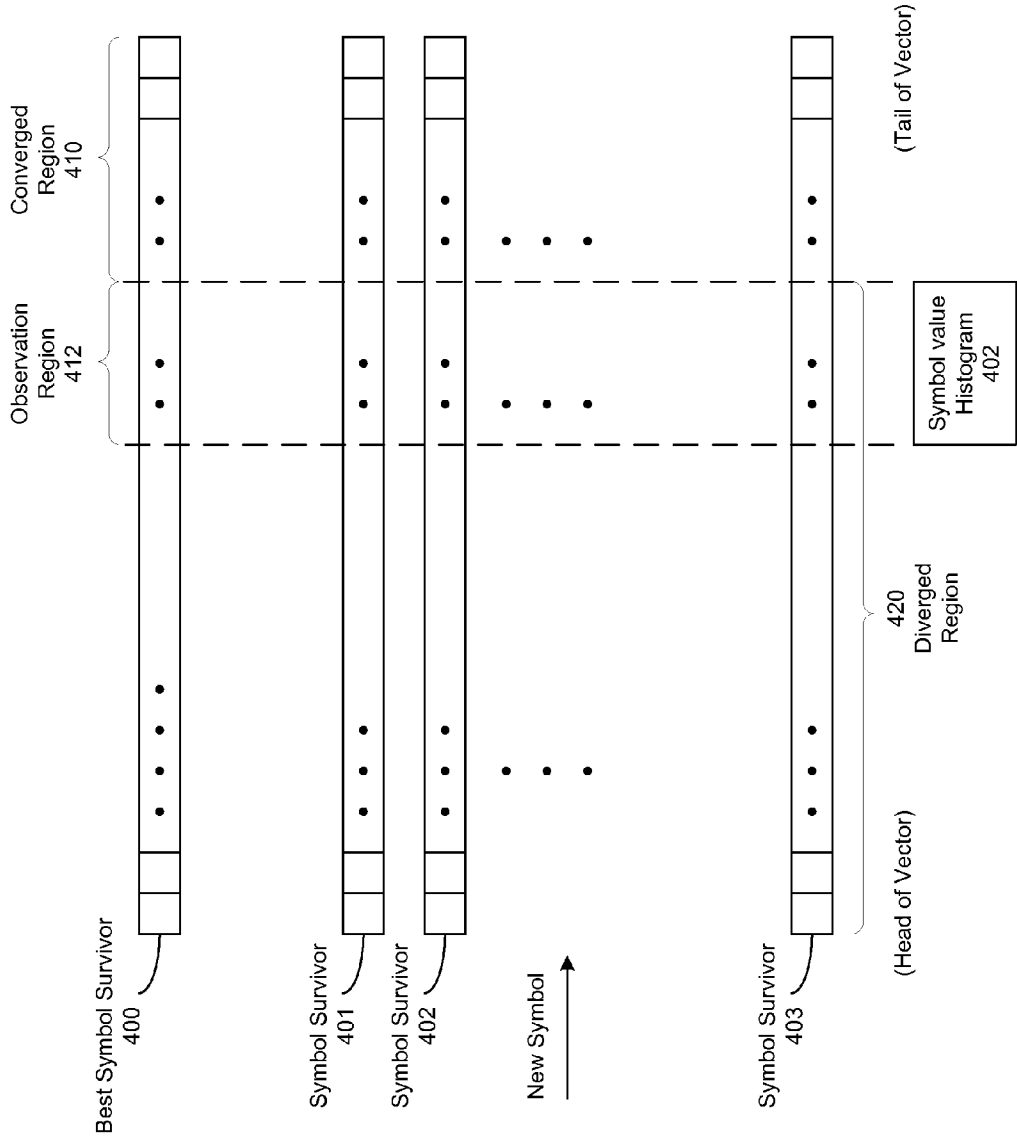 Best Symbol Survivor
400
Observation
Region
412
Converged
Region
410
Symbol Survivor
401
Symbol Survivor
402
New Symbol
Symbol Survivor
403
(Head of Vector)
420
Diverged
Region
(Tail of Vector)
Symbol value
Histogram
402